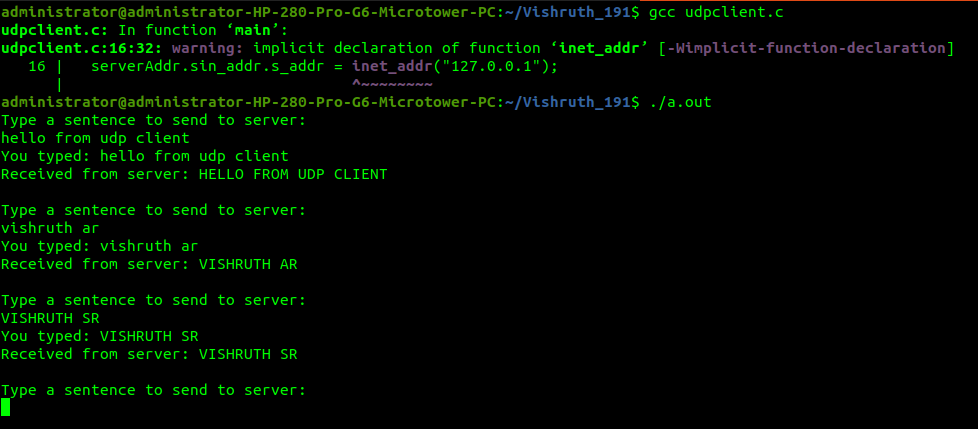 administrator@administrator-HP-280-Pro-G6-Microtower-PC:~/Vishruth_191$ gcc udpclient.c
udpclient.c: In function ‘main’:
udpclient.c:16:32: warning: implicit declaration of function ‘inet_addr’ [-Wimplicit-function-declaration]
   16 |   serverAddr.sin_addr.s_addr = inet_addr("127.0.0.1");
      |                                ^~~~~~~~~
administrator@administrator-HP-280-Pro-G6-Microtower-PC:~/Vishruth_191$ ./a.out
Type a sentence to send to server:
hello from udp client
You typed: hello from udp client
Received from server: HELLO FROM UDP CLIENT

Type a sentence to send to server:
vishruth ar
You typed: vishruth ar
Received from server: VISHRUTH AR

Type a sentence to send to server:
VISHRUTH SR
You typed: VISHRUTH SR
Received from server: VISHRUTH SR

Type a sentence to send to server: